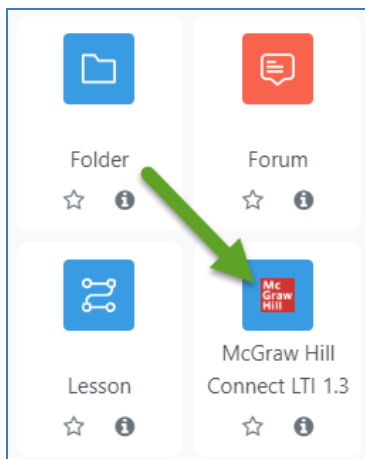 Folder
Forum
Mc
Graw
Hill
Lesson
McGraw Hill
Connect LTI 1.3